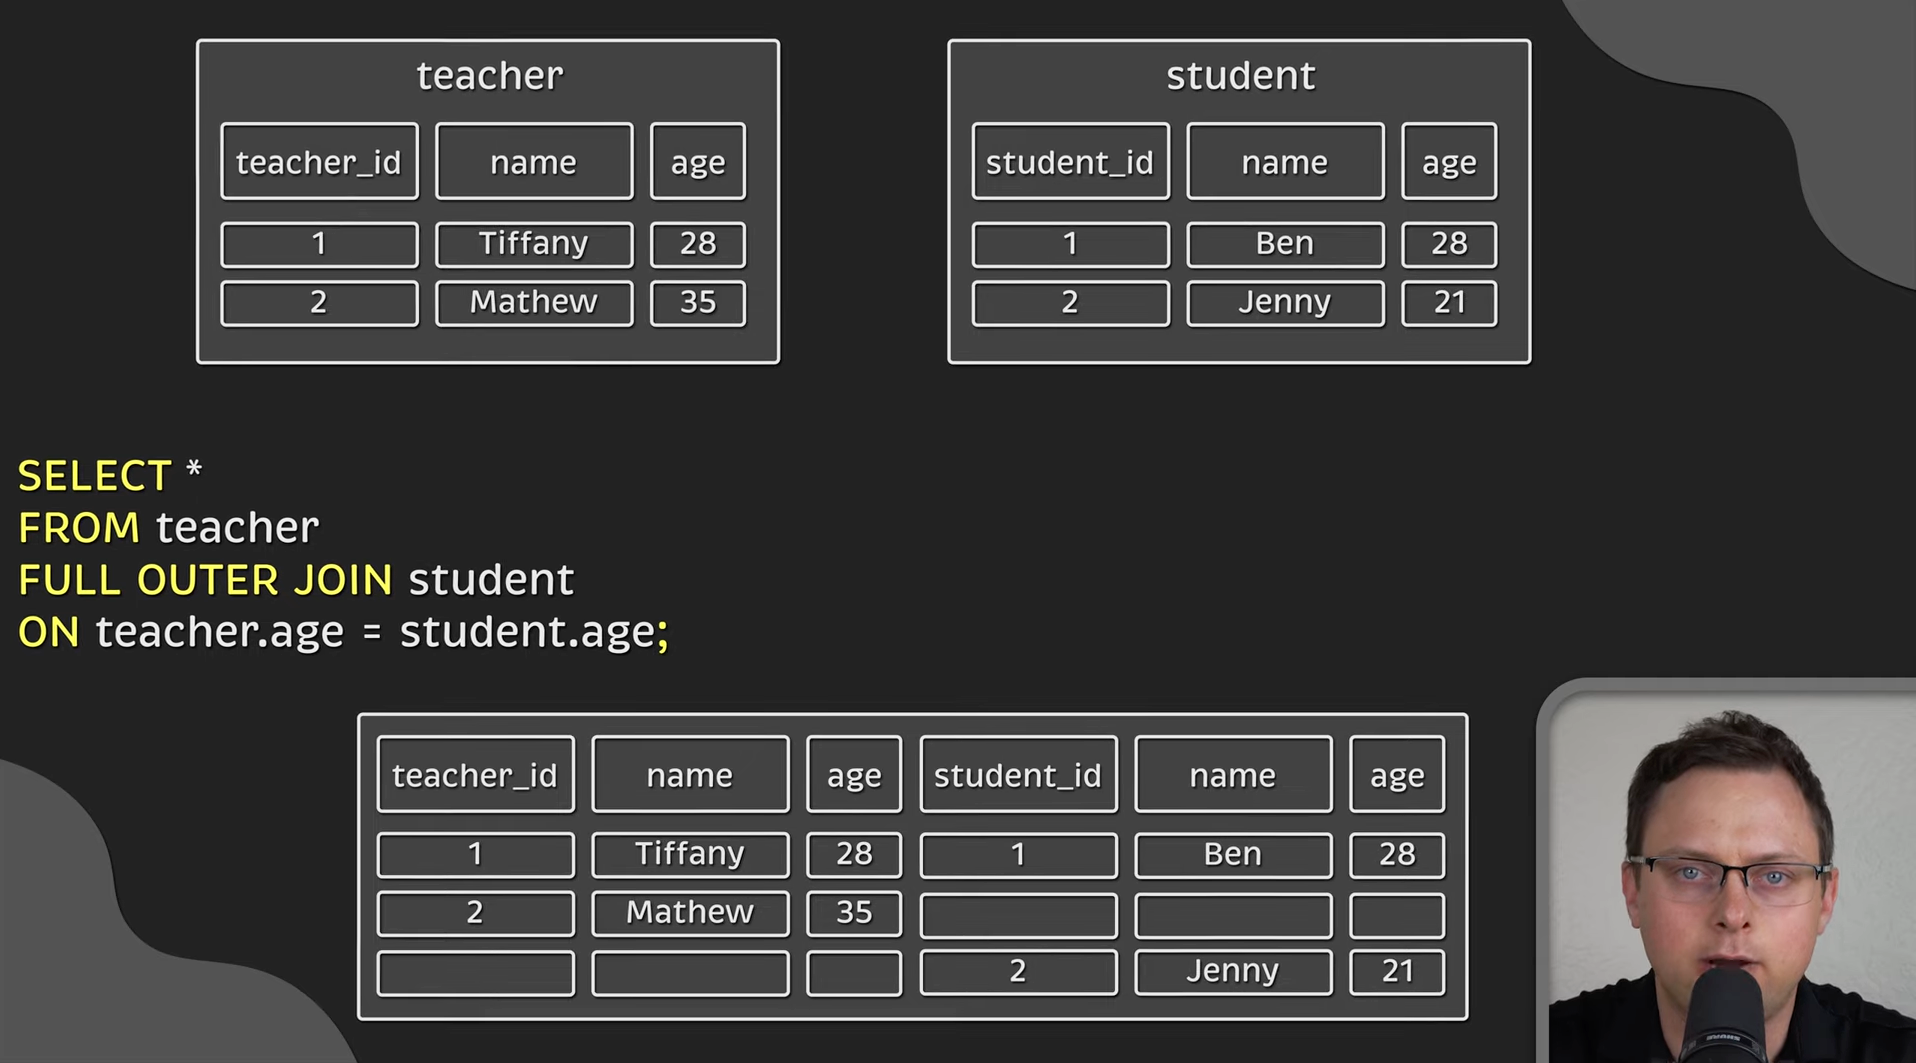 teacher
teacher_id name age
1 Tiffany 28
2 Mathew 35
student
student_id name age
1 Ben 28
2 Jenny 21
SELECT *
FROM teacher
FULL OUTER JOIN student
ON teacher.age = student.age;
teacher_id name age student_id name age
1 Tiffany 28 1 Ben 28
2 Mathew 35
2 Jenny 21
SHURE